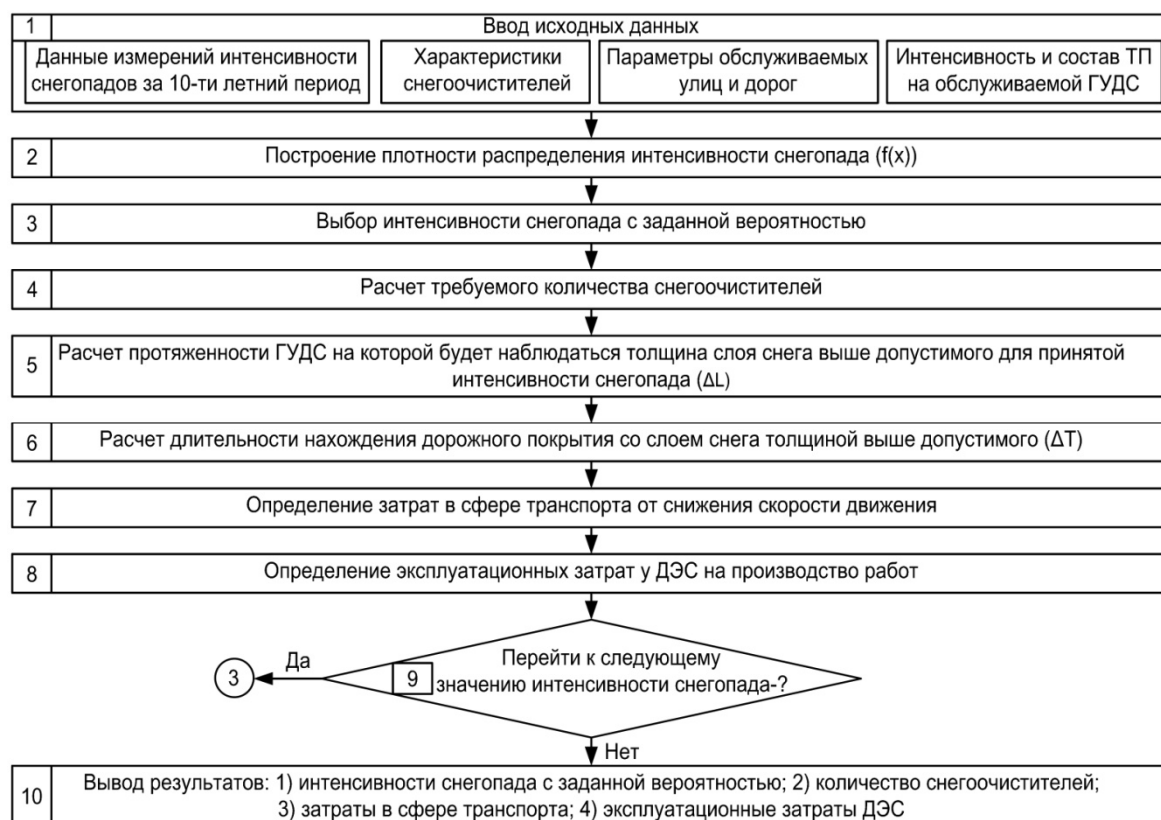 1
Ввод исходных данных
Данные измерений интенсивности
снегопадов за 10-ти летний период
Характеристики
снегоочистителей
Параметры обслуживаемых
улиц и дорог
Интенсивность и состав ТП
на обслуживаемой ГУДС
2
Построение плотности распределения интенсивности снегопада (f(x))
3
Выбор интенсивности снегопада с заданной вероятностью
4
Расчет требуемого количества снегоочистителей
5
Расчет протяженности ГУДС на которой будет наблюдаться толщина слоя снега выше допустимого для принятой
интенсивности снегопада (ΔL)
6
Расчет длительности нахождения дорожного покрытия со слоем снега толщиной выше допустимого (ΔT)
7
Определение затрат в сфере транспорта от снижения скорости движения
8
Определение эксплуатационных затрат у ДЭС на производство работ
3
Да
9
Перейти к следующему
значению интенсивности снегопада-?
Нет
10
Вывод результатов: 1) интенсивности снегопада с заданной вероятностью; 2) количество снегоочистителей;
3) затраты в сфере транспорта; 4) эксплуатационные затраты ДЭС